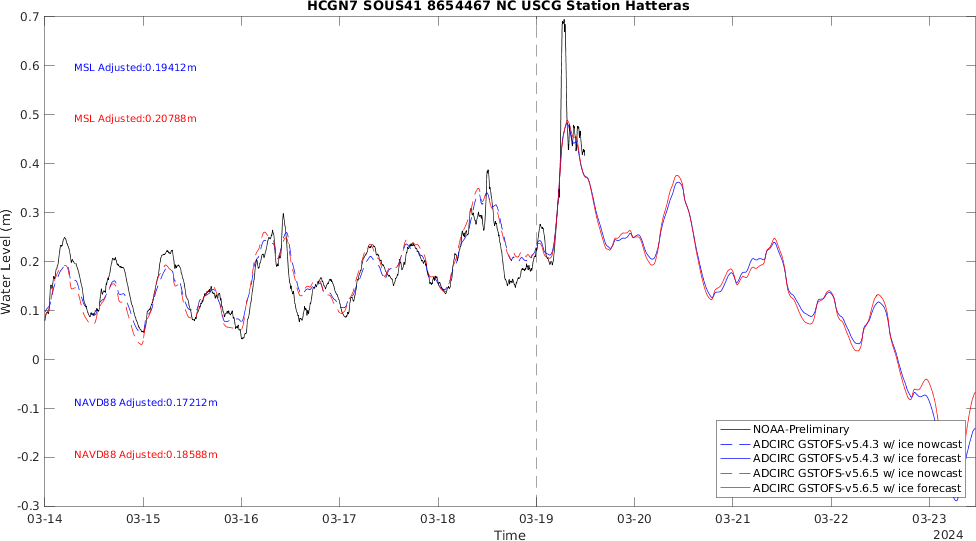 HCGN7 SOUS41 8654467 NC USCG Station Hatteras
0.7
0.6
0.5
0.4
0.3
0.2
0.1
0
-0.1
-0.2
-0.3
Water Level (m)
MSL Adjusted:0.19412m
MSL Adjusted:0.20788m
NAVD88 Adjusted:0.17212m
NAVD88 Adjusted:0.18588m
NOAA-Preliminary
ADCIRC GSTOFS-v5.4.3 w/ ice nowcast
ADCIRC GSTOFS-v5.4.3 w/ ice forecast
ADCIRC GSTOFS-v5.6.5 w/ ice nowcast
ADCIRC GSTOFS-v5.6.5 w/ ice forecast
03-14 03-15 03-16 03-17 03-18 03-19 03-20 03-21 03-22 03-23
Time
2024